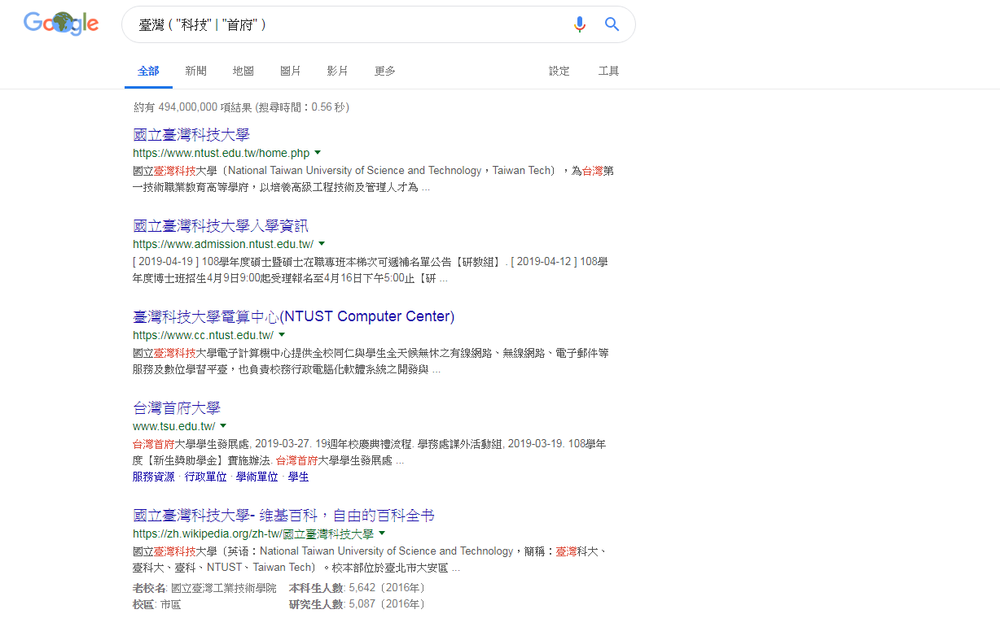 Google
臺灣 ( "科技" | "首府" )
全部 新聞 地圖 圖片 影片 更多 設定 工具
約有 494,000,000 項結果 (搜尋時間：0.56 秒)
國立臺灣科技大學
https://www.ntust.edu.tw/home.php
國立臺灣科技大學〔National Taiwan University of Science and Technology，Taiwan Tech〕，為台灣第
一技術職業教育高等學府，以培養高級工程技術及管理人才為 ...
國立臺灣科技大學入學資訊
https://www.admission.ntust.edu.tw/
[ 2019-04-19 ] 108學年度碩士暨碩士在職專班本梯次可遞補名單公告【研教組】 . [ 2019-04-12 ] 108學
年度博士班招生4月9日9:00起受理報名至4月16日下午5:00止【研 ...
臺灣科技大學電算中心(NTUST Computer Center)
https://www.cc.ntust.edu.tw/
國立臺灣科技大學電子計算機中心提供全校同仁與學生全天候無休之有線網路、無線網路、電子郵件等
服務及數位學習平臺，也負責校務行政電腦化軟體系統之開發與 ...
台灣首府大學
www.tsu.edu.tw/
台灣首府大學學生發展處, 2019-03-27. 19週年校慶典禮流程. 學務處課外活動組, 2019-03-19. 108學年
度【新生獎助學金】實施辦法. 台灣首府大學學生發展處 ...
服務資源 · 行政單位 · 學術單位 · 學生
國立臺灣科技大學- 维基百科，自由的百科全书
https://zh.wikipedia.org/zh-tw/國立臺灣科技大學
國立臺灣科技大學〔英语：National Taiwan University of Science and Technology，簡稱：臺灣科大、
臺科大、臺科、NTUST、Taiwan Tech〕。校本部位於臺北市大安區 ...
老校名: 國立臺灣工業技術學院 本科生人數: 5,642〔2016年〕
校區: 市區 研究生人數: 5,087〔2016年〕